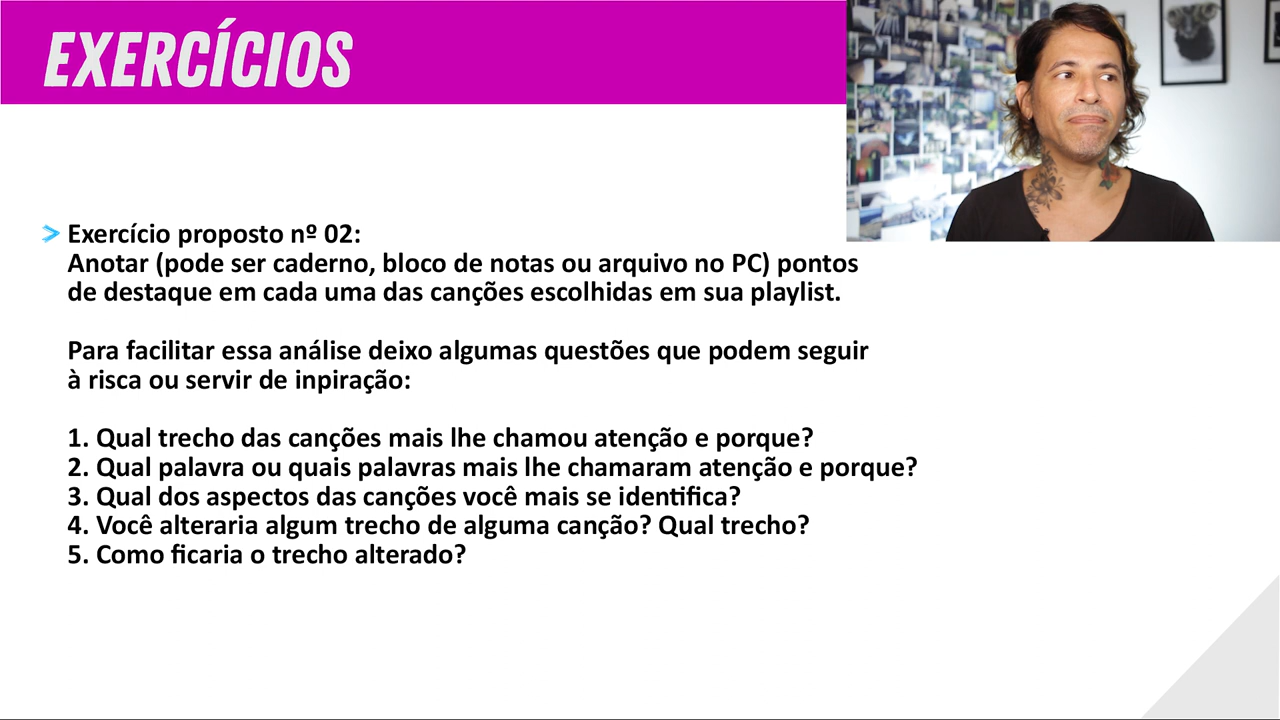 EXERCÍCIOS
> Exercício proposto nº 02:
Anotar (pode ser caderno, bloco de notas ou arquivo no PC) pontos
de destaque em cada uma das canções escolhidas em sua playlist.
Para facilitar essa análise deixo algumas questões que podem seguir
à risca ou servir de inpiração:
1. Qual trecho das canções mais lhe chamou atenção e porque?
2. Qual palavra ou quais palavras mais lhe chamaram atenção e porque?
3. Qual dos aspectos das canções você mais se identifica?
4. Você alteraria algum trecho de alguma canção? Qual trecho?
5. Como ficaria o trecho alterado?